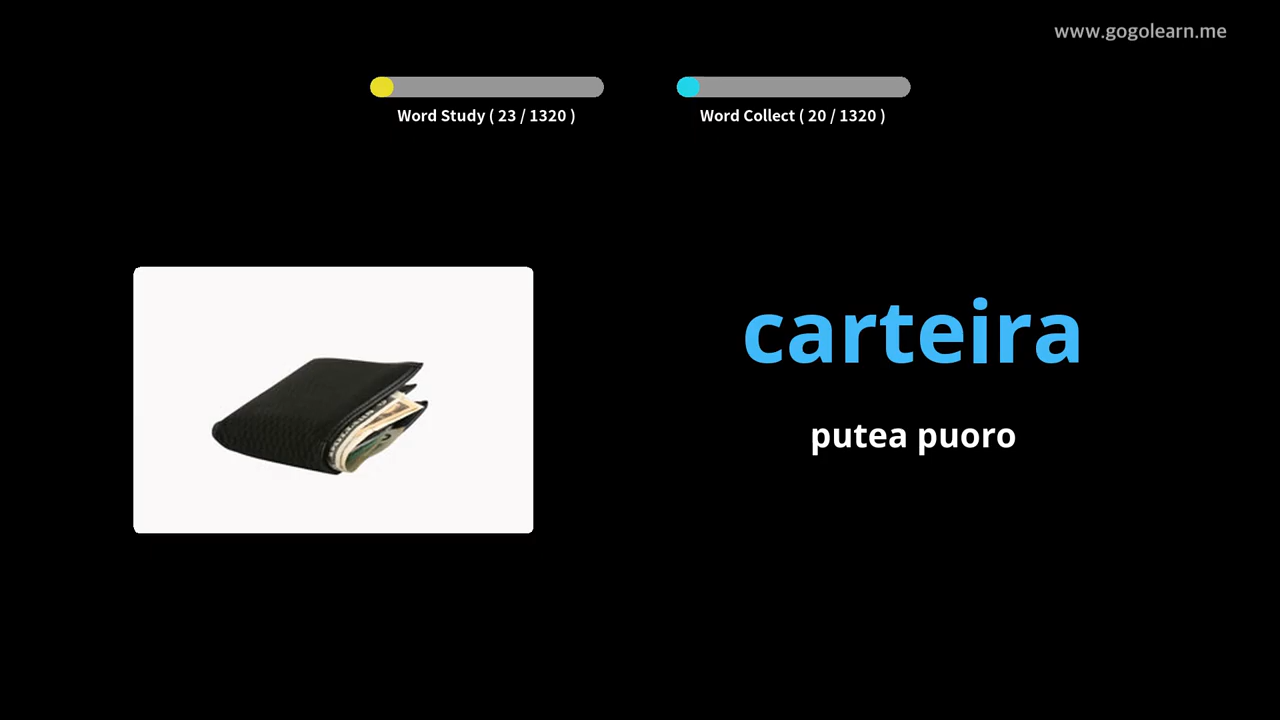 www.gogolearn.me
Word Study ( 23 / 1320 )
Word Collect ( 20 / 1320 )
carteira
putea puoro